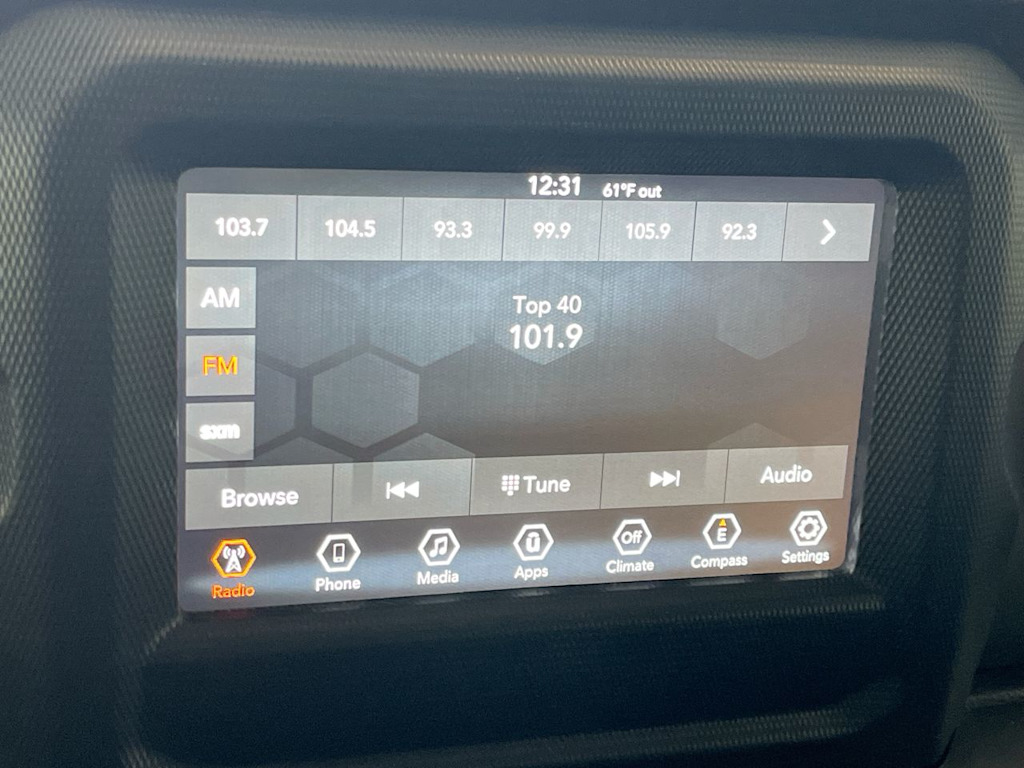 12:31 61°F out
103.7 104.5 93.3 99.9 105.9 92.3
AM
Top 40
101.9
FM
sxm
Browse Tune Audio
Off E
Radio Phone Media Apps Climate Compass Settings